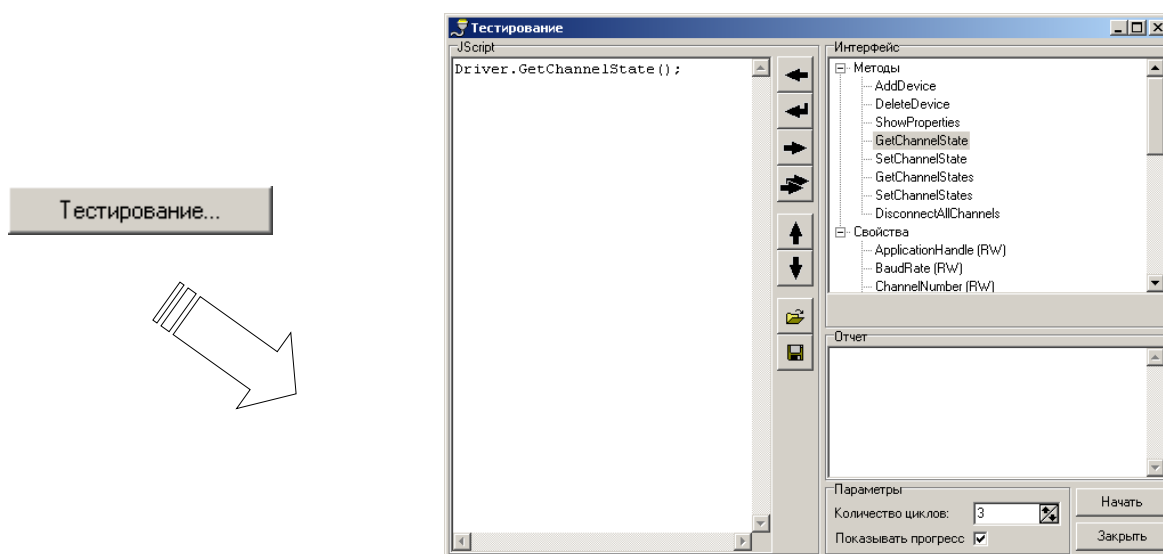 Тестирование...
Тестирование
JScript
Driver.GetChannelState();
Интерфейс
Методы
AddDevice
DeleteDevice
ShowProperties
GetChannelState
SetChannelState
GetChannelStates
SetChannelStates
DisconnectAllChannels
Свойства
ApplicationHandle (RW)
BaudRate (RW)
ChannelNumber (RW)
Отчет
Параметры
Количество циклов: 3
Показывать прогресс
Начать
Закрыть